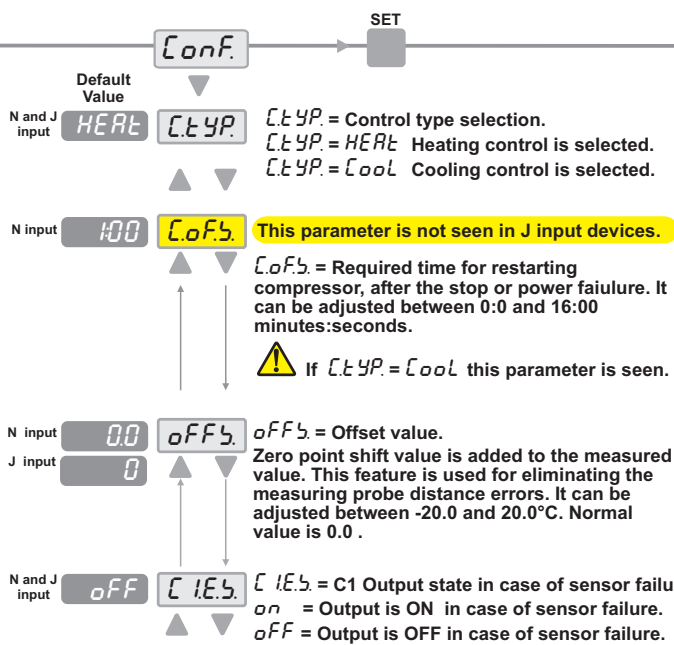 SET
ConF.
Default
Value
N and J
input
HEAt
C.tYP.
C.tYP. = Control type selection.
C.tYP. = HEAt Heating control is selected.
C.tYP. = CooL Cooling control is selected.
N input
1:00
C.oF.S.
This parameter is not seen in J input devices.
C.oF.S. = Required time for restarting
compressor, after the stop or power faiulure. It
can be adjusted between 0:0 and 16:00
minutes:seconds.
If C.tYP. = CooL this parameter is seen.
N input
0.0
oFFS.
oFFS. = Offset value.
J input
0
Zero point shift value is added to the measured
value. This feature is used for eliminating the
measuring probe distance errors. It can be
adjusted between -20.0 and 20.0°C. Normal
value is 0.0 .
N and J
input
oFF
C1.E.S.
C1.E.S. = C1 Output state in case of sensor failu
on = Output is ON in case of sensor failure.
oFF = Output is OFF in case of sensor failure.